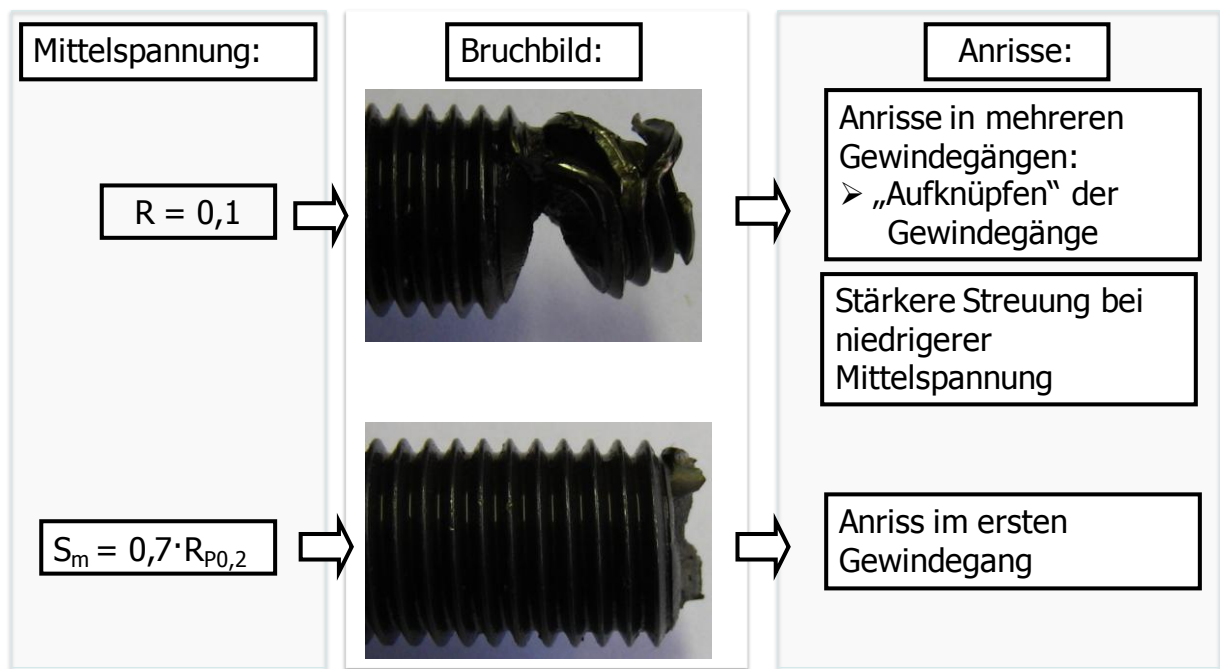 Mittelspannung:
Bruchbild:
Anrisse:
R = 0,1
Anrisse in mehreren
Gewindegängen:
➢ „Aufknüpfen“ der
Gewindegänge
Stärkere Streuung bei
niedrigerer
Mittelspannung
Sm = 0,7·RP0,2
Anriss im ersten
Gewindegang